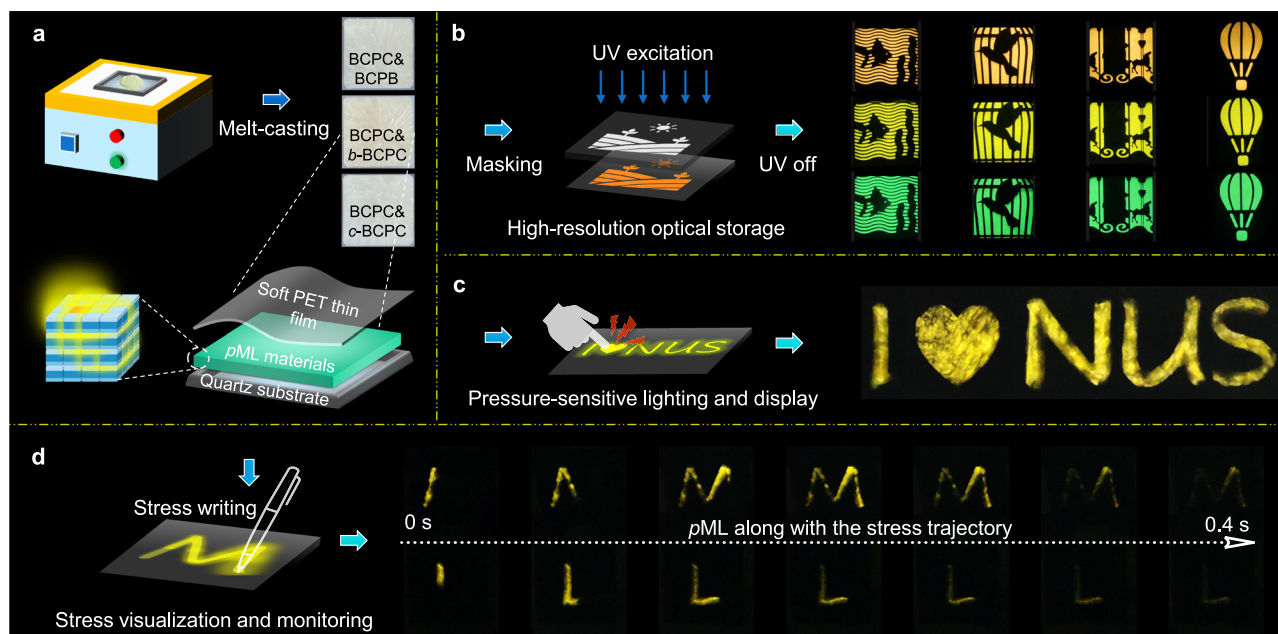 a
BCPC&
BCPB
Melt-casting
BCPC&
b-BCPC
BCPC&
c-BCPC
Soft PET thin
film
pML materials
Quartz substrate
b
UV excitation
Masking
UV off
High-resolution optical storage
c
NUS
Pressure-sensitive lighting and display
I NUS
d
Stress writing
M
Stress visualization and monitoring
M M M M M M
0 s
pML along with the stress trajectory
0.4 s
L L L L L L